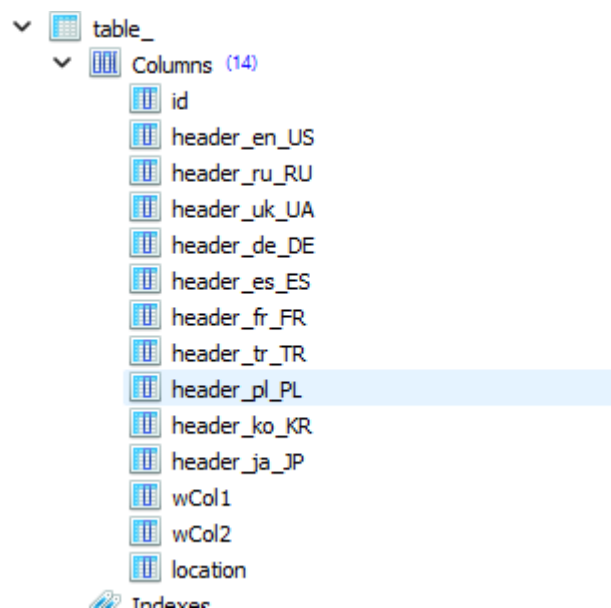 table_
Columns (14)
id
header_en_US
header_ru_RU
header_uk_UA
header_de_DE
header_es_ES
header_fr_FR
header_tr_TR
header_pl_PL
header_ko_KR
header_ja_JP
wCol1
wCol2
location
Indexes